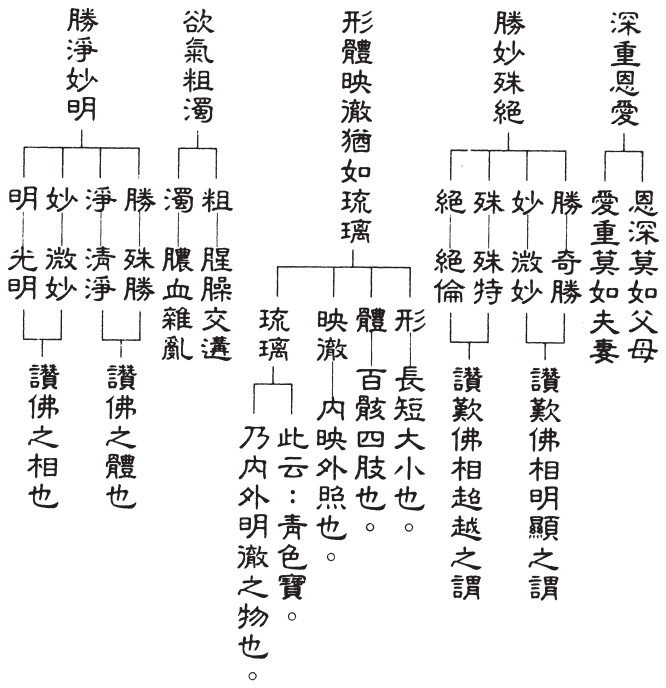 深重恩愛
恩深莫如父母
愛重莫如夫妻
勝妙殊絕
勝 奇勝
妙 微妙
讚歎佛相明顯之謂
殊 殊特
絕 絕倫
讚歎佛相超越之謂
形體映徹猶如琉璃
形 長短大小也。
體 百骸四肢也。
映徹 內映外照也。
琉璃
此云：青色寶。
乃內外明徹之物也。
欲氣粗濁
粗 腥臊交遘
濁 膿血雜亂
勝淨妙明
勝 殊勝
淨 清淨
讚佛之體也
妙 微妙
明 光明
讚佛之相也